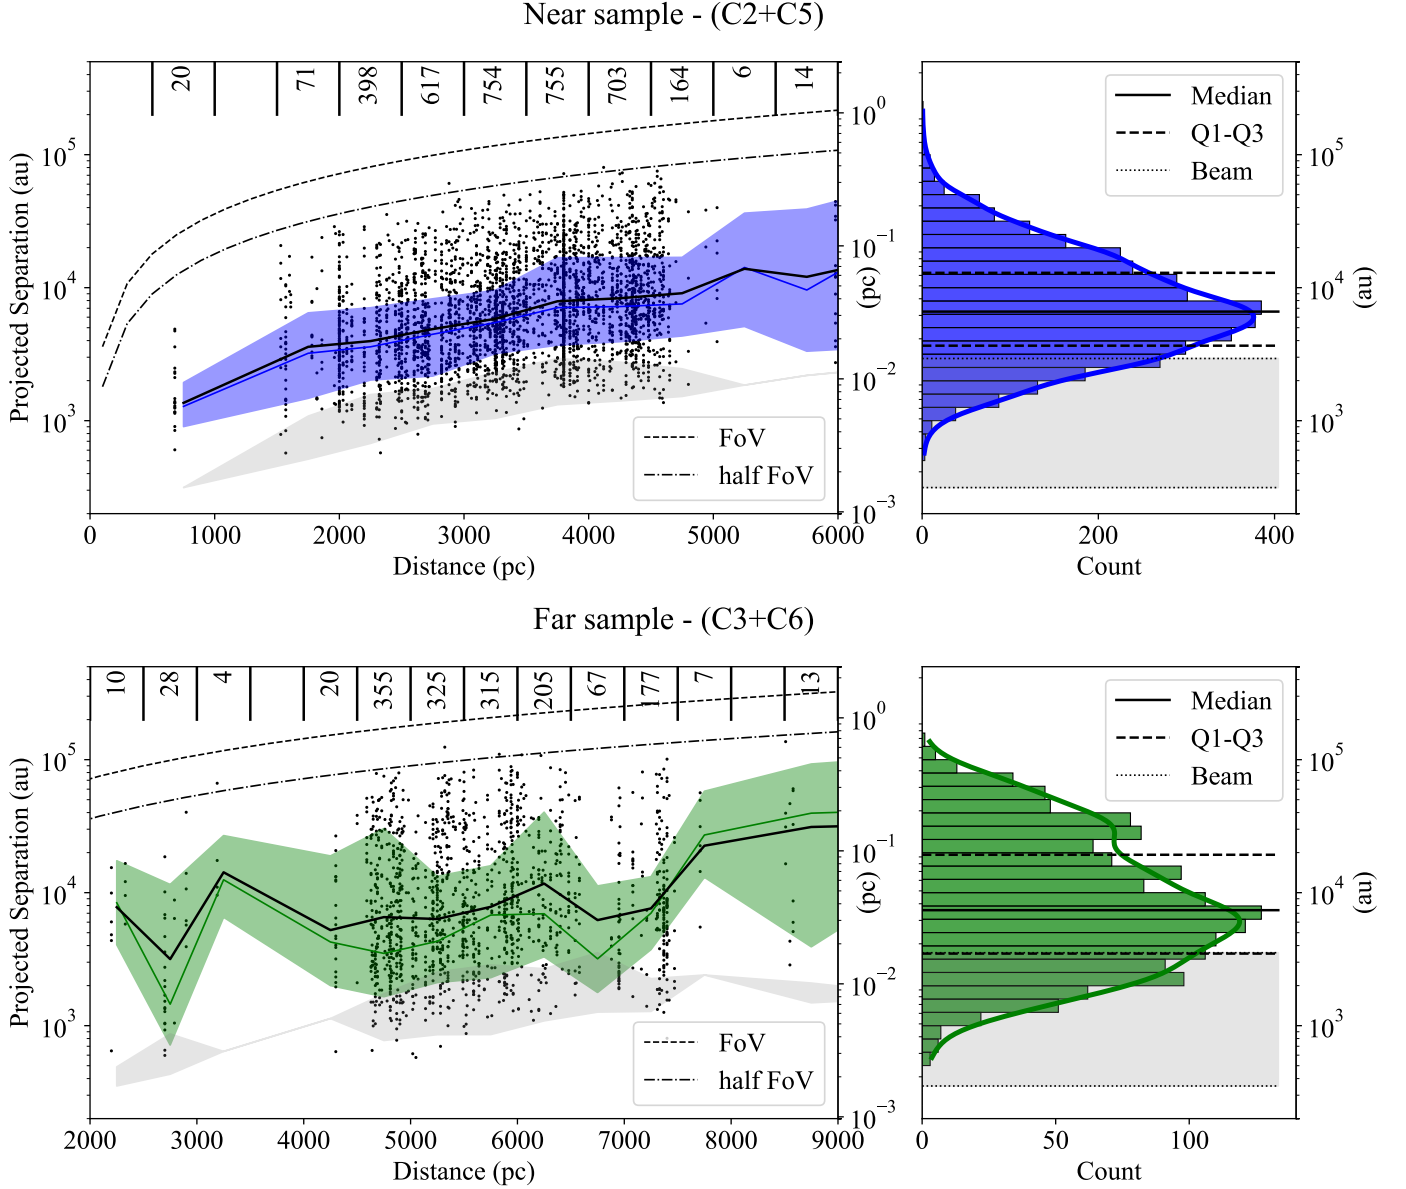 Near sample - (C2+C5)
20 71 398 617 754 755 703 164 6 14
Projected Separation (au)
10^5
10^4
10^3
10^0
10^-1
10^-2
10^-3
(pc)
FoV
half FoV
0 1000 2000 3000 4000 5000 6000
Distance (pc)
Median
Q1-Q3
Beam
10^5
10^4
10^3
(au)
0 200 400
Count
Far sample - (C3+C6)
10 28 4 20 355 325 315 205 67 177 7 13
Projected Separation (au)
10^5
10^4
10^3
10^0
10^-1
10^-2
10^-3
(pc)
FoV
half FoV
2000 3000 4000 5000 6000 7000 8000 9000
Distance (pc)
Median
Q1-Q3
Beam
10^5
10^4
10^3
(au)
0 50 100
Count